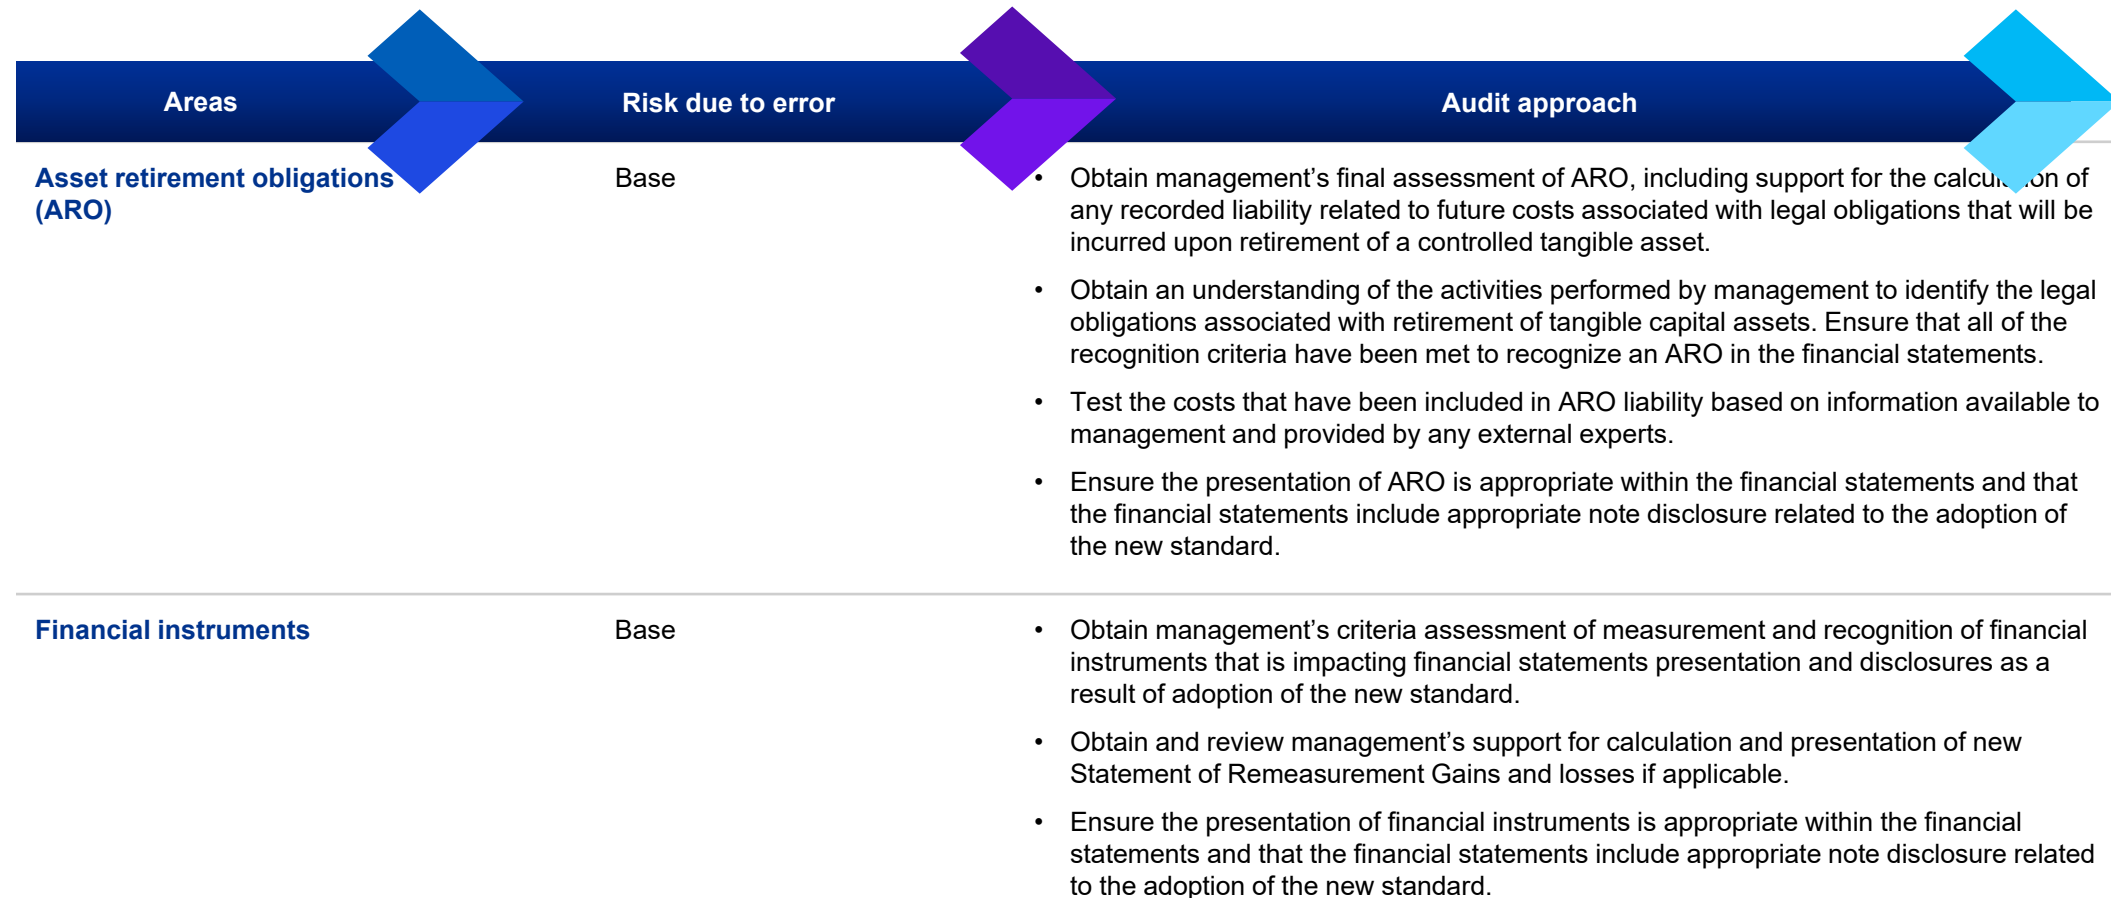 Areas
Risk due to error
Audit approach
Asset retirement obligations
(ARO)
Base
• Obtain management’s final assessment of ARO, including support for the calculation of
any recorded liability related to future costs associated with legal obligations that will be
incurred upon retirement of a controlled tangible asset.
• Obtain an understanding of the activities performed by management to identify the legal
obligations associated with retirement of tangible capital assets. Ensure that all of the
recognition criteria have been met to recognize an ARO in the financial statements.
• Test the costs that have been included in ARO liability based on information available to
management and provided by any external experts.
• Ensure the presentation of ARO is appropriate within the financial statements and that
the financial statements include appropriate note disclosure related to the adoption of
the new standard.
Financial instruments
Base
• Obtain management’s criteria assessment of measurement and recognition of financial
instruments that is impacting financial statements presentation and disclosures as a
result of adoption of the new standard.
• Obtain and review management’s support for calculation and presentation of new
Statement of Remeasurement Gains and losses if applicable.
• Ensure the presentation of financial instruments is appropriate within the financial
statements and that the financial statements include appropriate note disclosure related
to the adoption of the new standard.